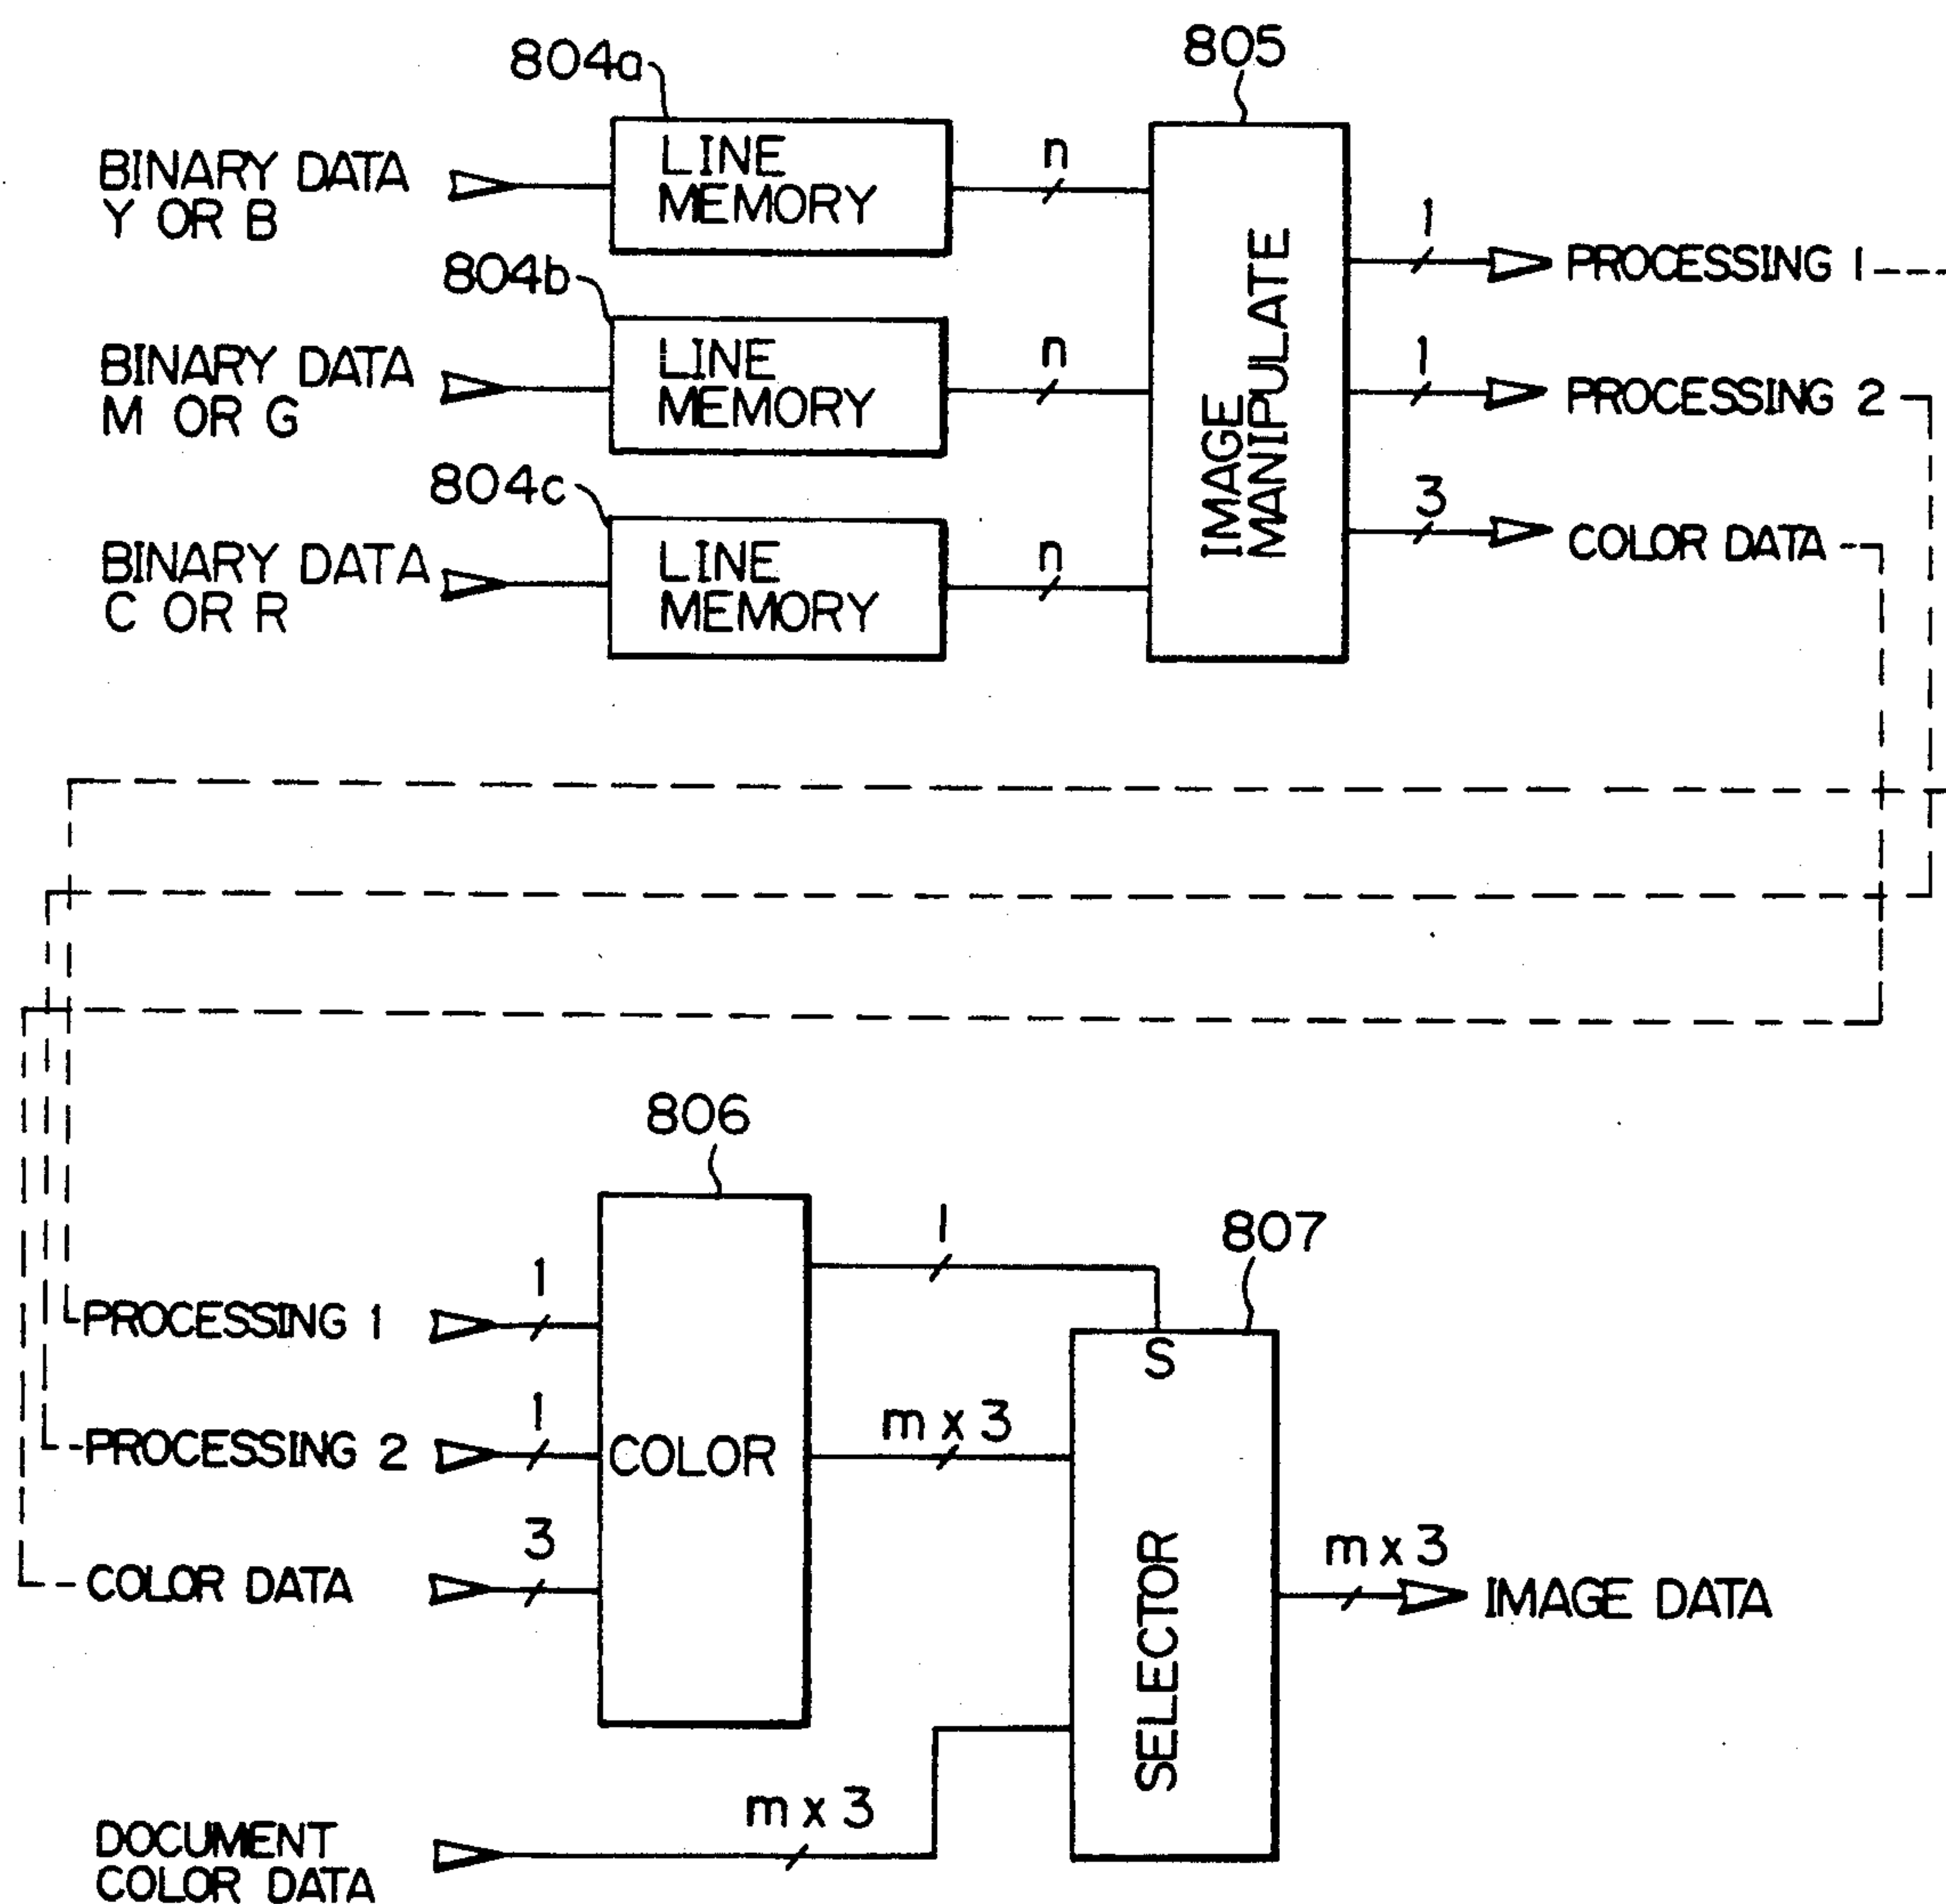 804a
805
BINARY DATA
Y OR B
LINE
MEMORY
n
1
PROCESSING 1
804b
BINARY DATA
M OR G
LINE
MEMORY
n
IMAGE
MANIPULATE
1
PROCESSING 2
804c
BINARY DATA
C OR R
LINE
MEMORY
n
3
COLOR DATA
806
1
807
PROCESSING 1
1
S
PROCESSING 2
1
COLOR
m x 3
COLOR DATA
3
SELECTOR
m x 3
IMAGE DATA
DOCUMENT
COLOR DATA
m x 3